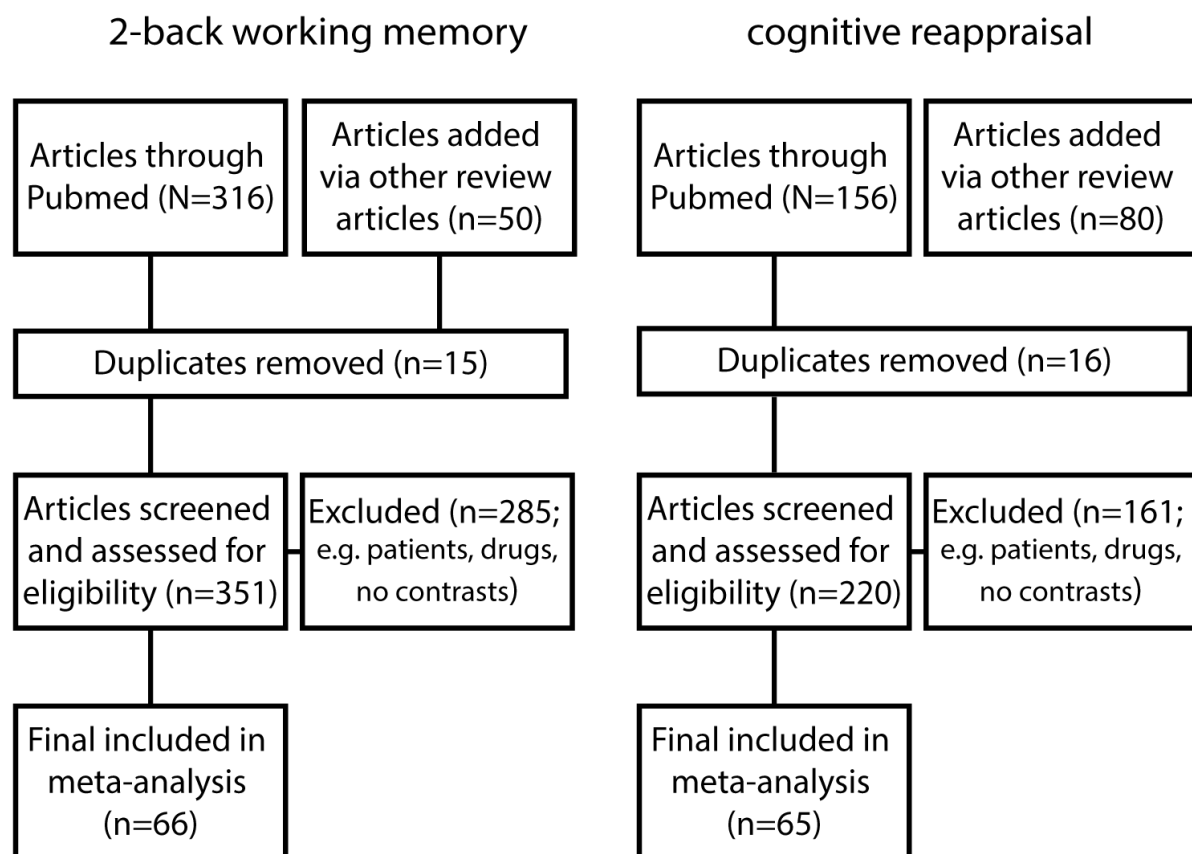 2-back working memory
Articles through
Pubmed (N=316)
Articles added
via other review
articles (n=50)
Duplicates removed (n=15)
Articles screened
and assessed for
eligibility (n=351)
Excluded (n=285;
e.g. patients, drugs,
no contrasts)
Final included in
meta-analysis
(n=66)
cognitive reappraisal
Articles through
Pubmed (N=156)
Articles added
via other review
articles (n=80)
Duplicates removed (n=16)
Articles screened
and assessed for
eligibility (n=220)
Excluded (n=161;
e.g. patients, drugs,
no contrasts)
Final included in
meta-analysis
(n=65)